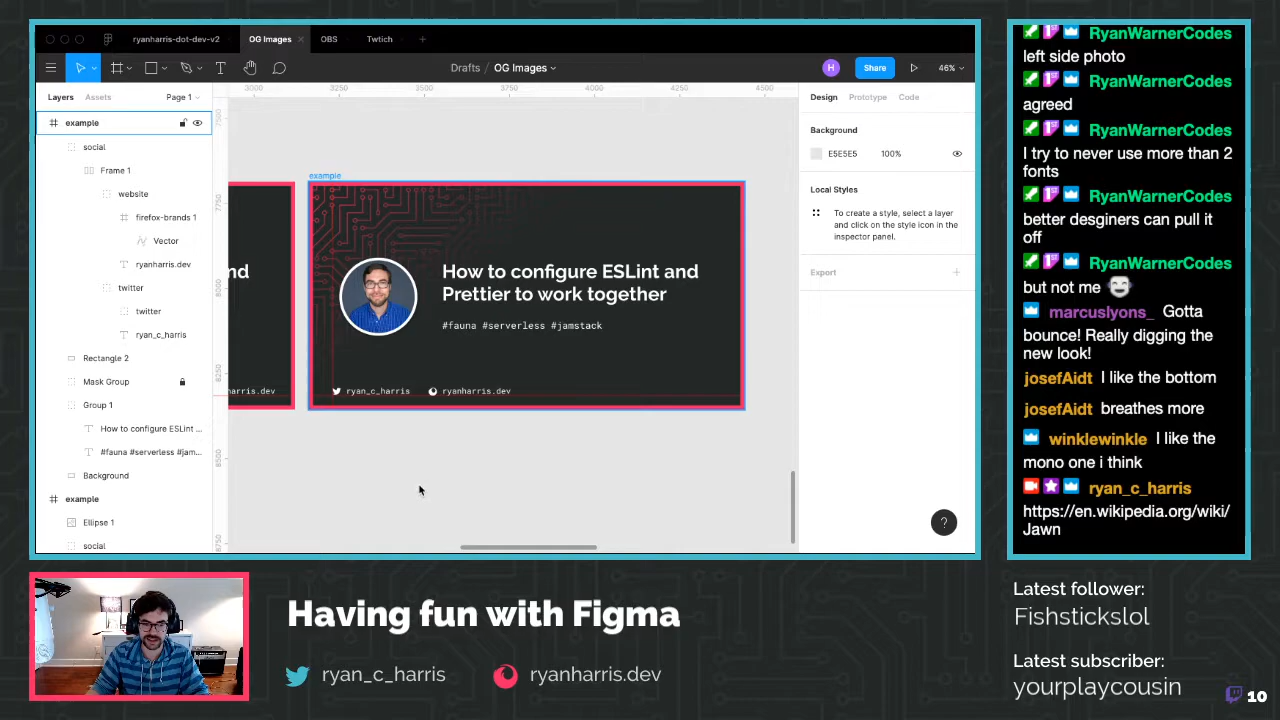 ryanharris-dot-dev-v2
OG Images
OBS
Twtich
Drafts / OG Images
H
Share
46%
Layers
Assets
Page 1
example
social
Frame 1
website
firefox-brands 1
Vector
ryanharris.dev
twitter
twitter
ryan_c_harris
Rectangle 2
Mask Group
Group 1
How to configure ESLint ...
#fauna #serverless #jam...
Background
example
Ellipse 1
social
3000
3250
3500
3750
4000
4250
4500
7500
7750
8000
8250
8500
8750
nd
harris.dev
example
How to configure ESLint and
Prettier to work together
#fauna #serverless #jamstack
ryan_c_harris
ryanharris.dev
Design
Prototype
Code
Background
E5E5E5
100%
Local Styles
To create a style, select a layer
and click on the style icon in the
inspector panel.
Export
?
RyanWarnerCodes
left side photo
RyanWarnerCodes
agreed
RyanWarnerCodes
I try to never use more than 2
fonts
RyanWarnerCodes
better desginers can pull it
off
RyanWarnerCodes
but not me
marcuslyons_ Gotta
bounce! Really digging the
new look!
josefAidt I like the bottom
josefAidt breathes more
winklewinkle I like the
mono one i think
ryan_c_harris
https://en.wikipedia.org/wiki/
Jawn
Having fun with Figma
ryan_c_harris
ryanharris.dev
Latest follower:
Fishstickslol
Latest subscriber:
yourplaycousin
10